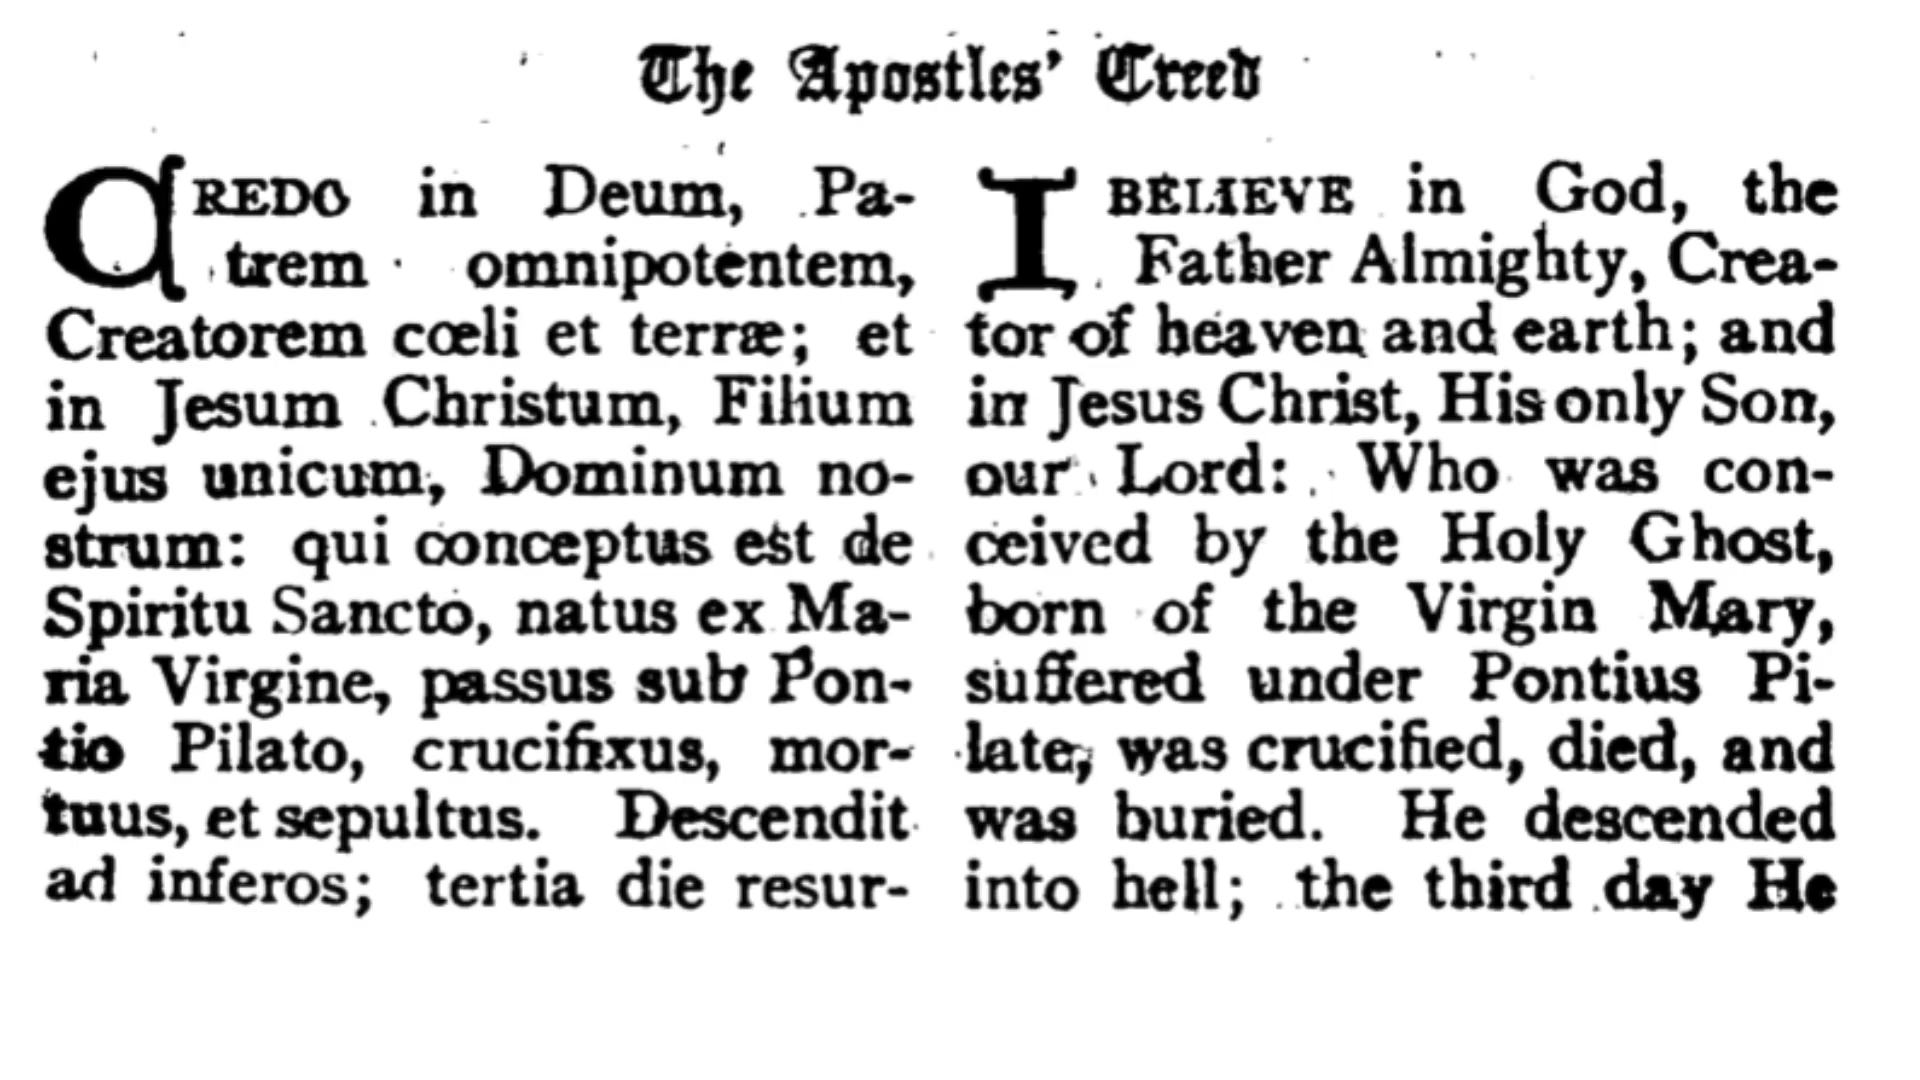 The Apostles' Creed
CREDO in Deum, Pa-
trem omnipotentem,
Creatorem cœli et terræ; et
in Jesum Christum, Filium
ejus unicum, Dominum no-
strum: qui conceptus est de
Spiritu Sancto, natus ex Ma-
ria Virgine, passus sub Pon-
tio Pilato, crucifixus, mor-
tuus, et sepultus. Descendit
ad inferos; tertia die resur-
I BELIEVE in God, the
Father Almighty, Crea-
tor of heaven and earth; and
in Jesus Christ, His only Son,
our Lord: Who was con-
ceived by the Holy Ghost,
born of the Virgin Mary,
suffered under Pontius Pi-
late, was crucified, died, and
was buried. He descended
into hell; the third day He